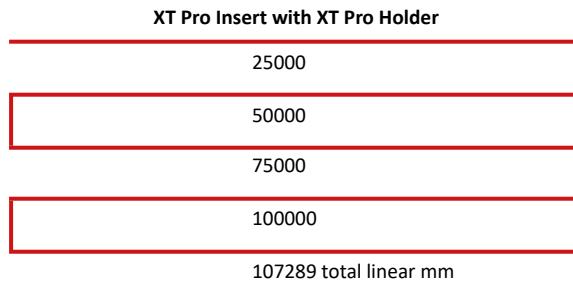 XT Pro Insert with XT Pro Holder
25000
50000
75000
100000
107289 total linear mm